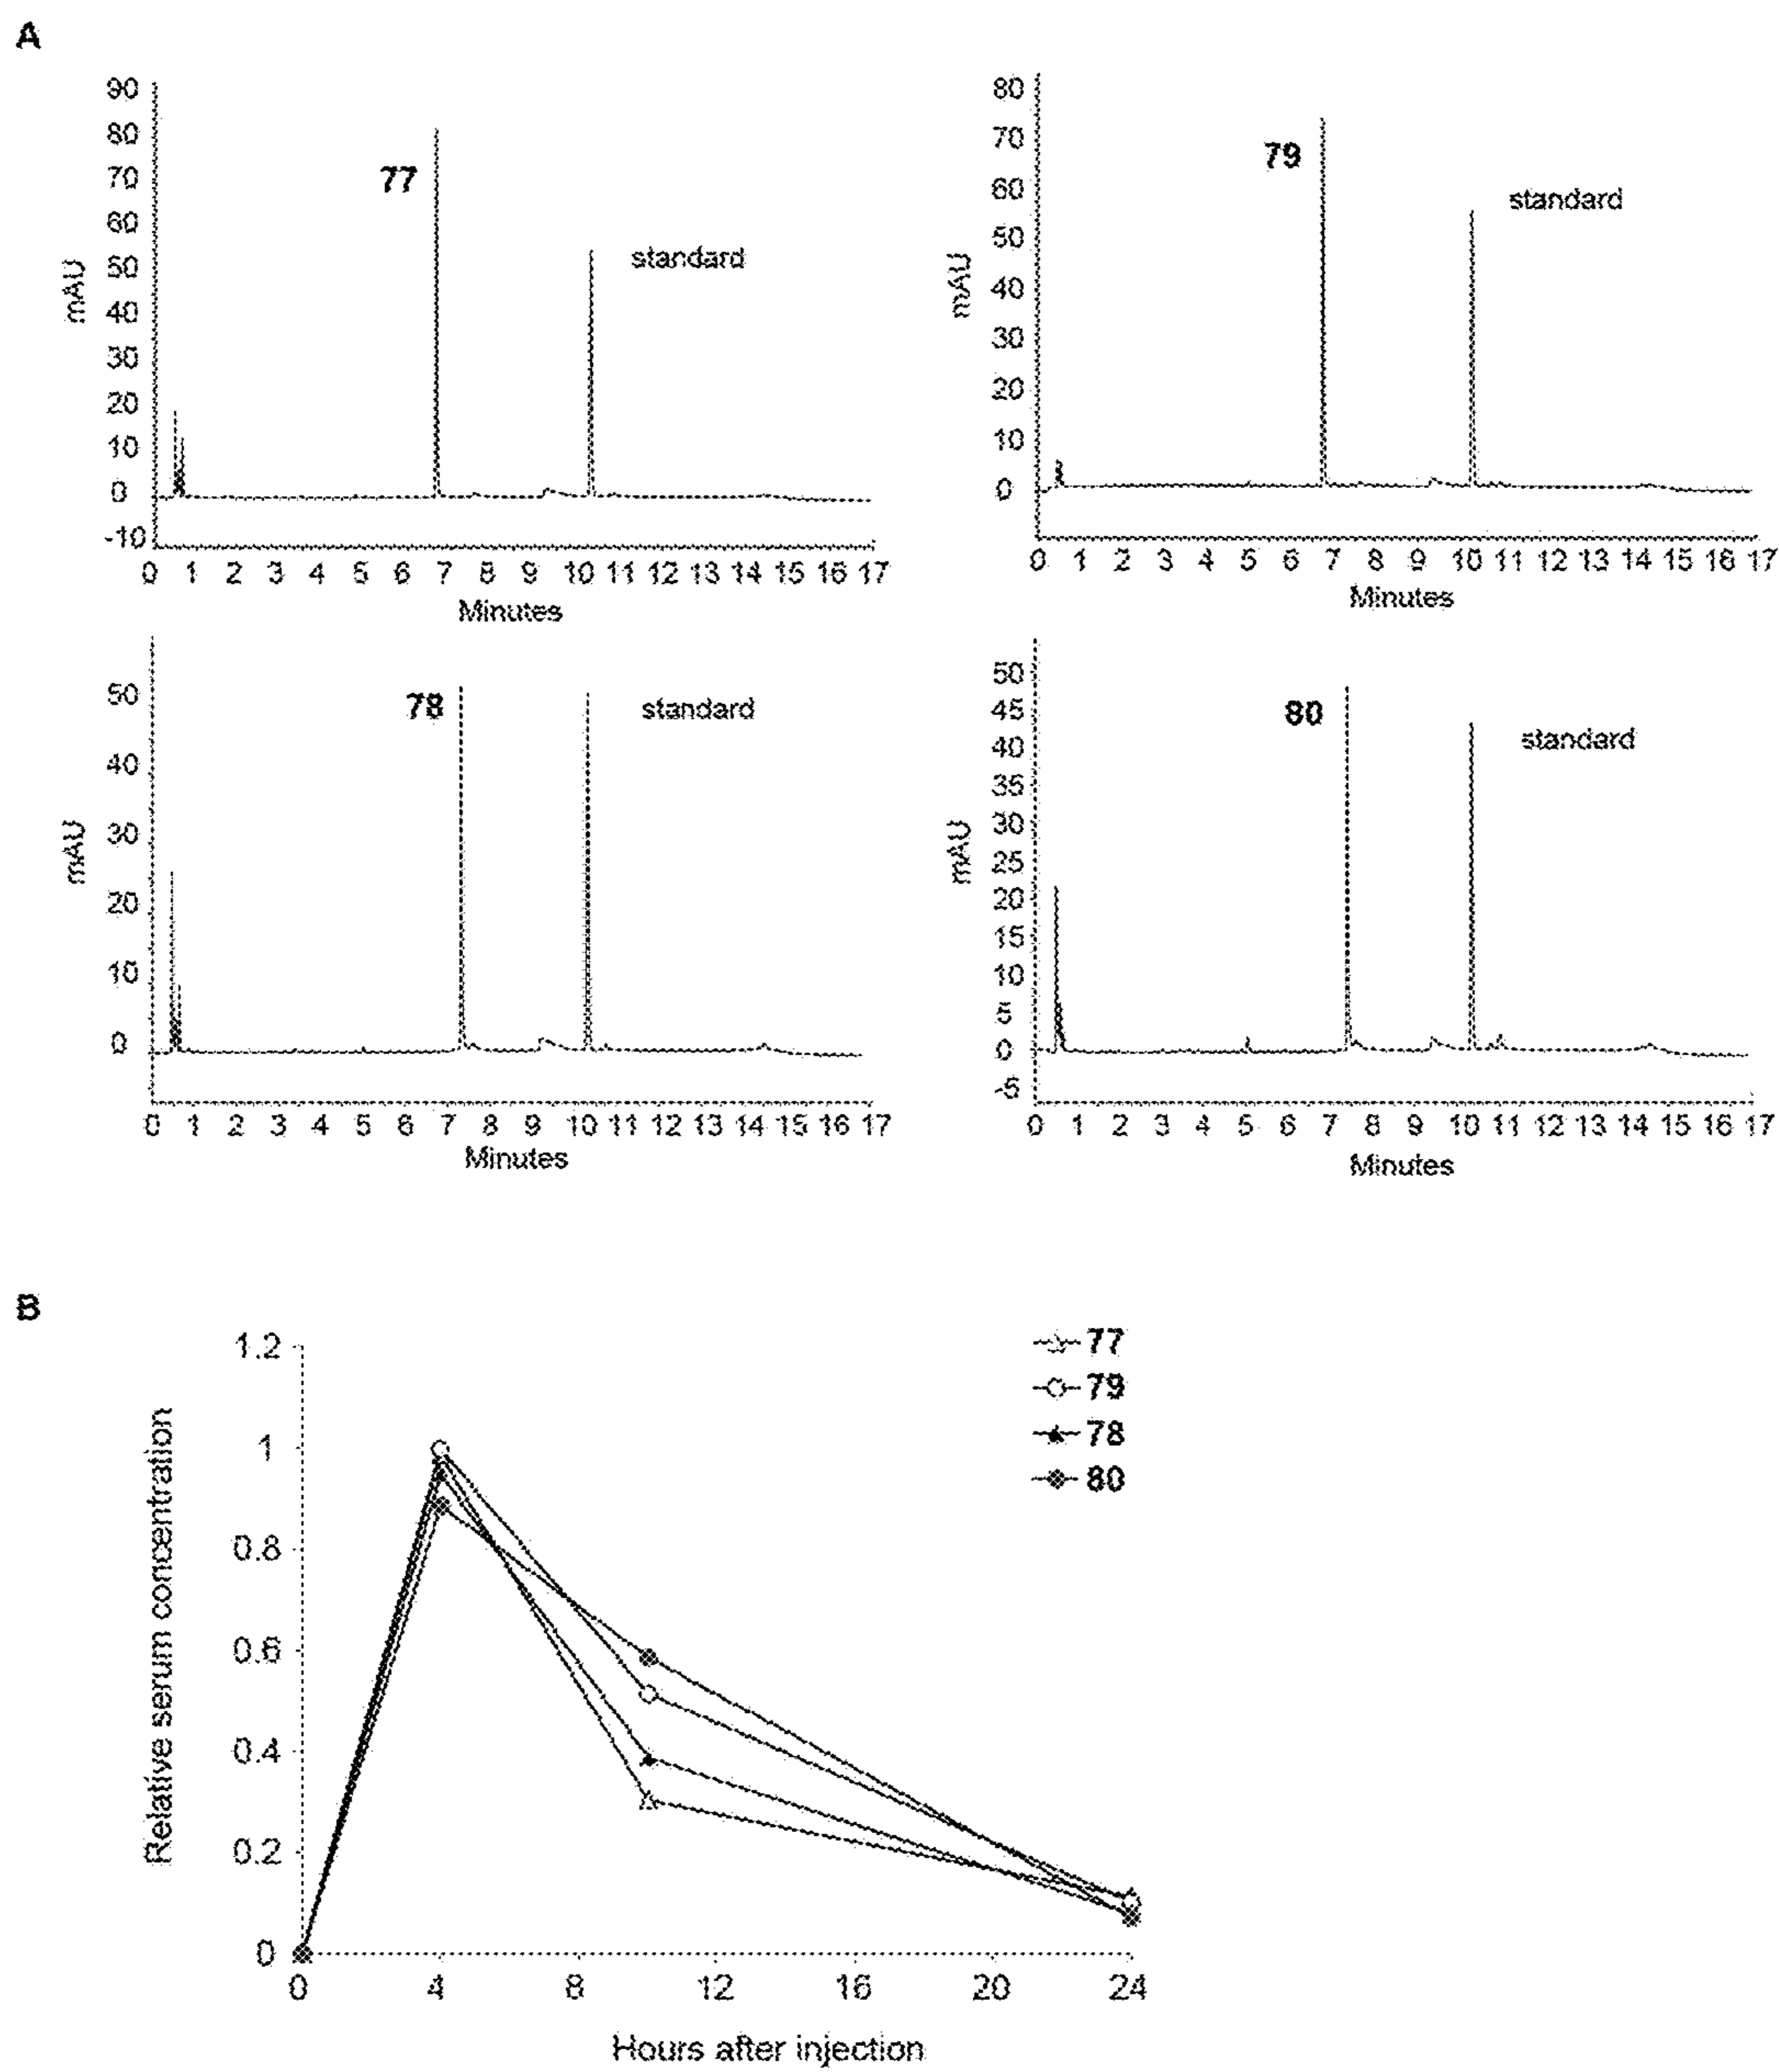 A
90
80
70
60
50
40
30
20
10
0
-10
mAU
77
standard
0 1 2 3 4 5 6 7 8 9 10 11 12 13 14 15 16 17
Minutes
80
70
60
50
40
30
20
10
0
mAU
79
standard
0 1 2 3 4 5 6 7 8 9 10 11 12 13 14 15 16 17
Minutes
50
40
30
20
10
0
mAU
78
standard
0 1 2 3 4 5 6 7 8 9 10 11 12 13 14 15 16 17
Minutes
50
45
40
35
30
25
20
15
10
5
0
-5
mAU
80
standard
0 1 2 3 4 5 6 7 8 9 10 11 12 13 14 15 16 17
Minutes
B
1.2
1
0.8
0.6
0.4
0.2
0
Relative serum concentration
77
79
78
80
0 4 8 12 16 20 24
Hours after injection